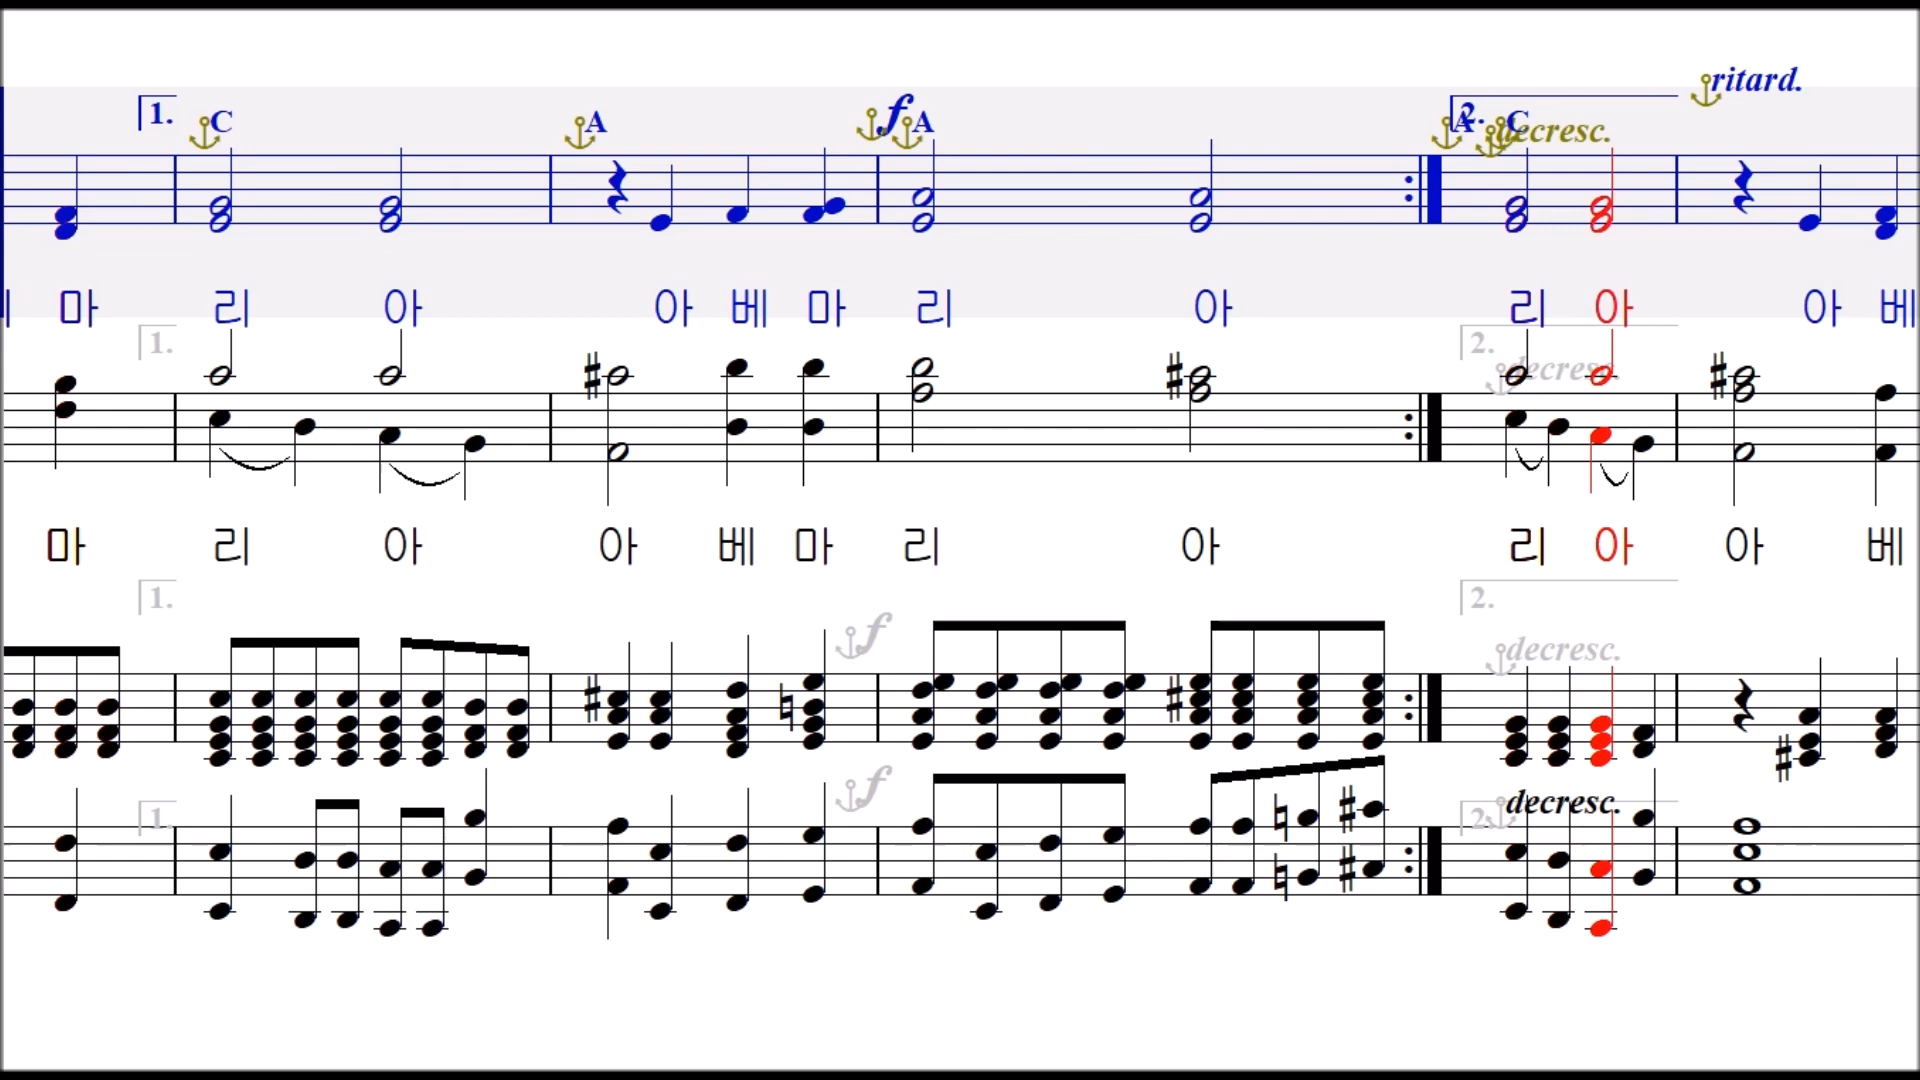 ritard.
1. C A f A 2. A C decresc.
마 리 아 아 베 마 리 아 리 아 아 베
1. 2.
decresc.
마 리 아 아 베 마 리 아 리 아 아 베
1. 2.
f decresc.
f
1. 2. decresc.